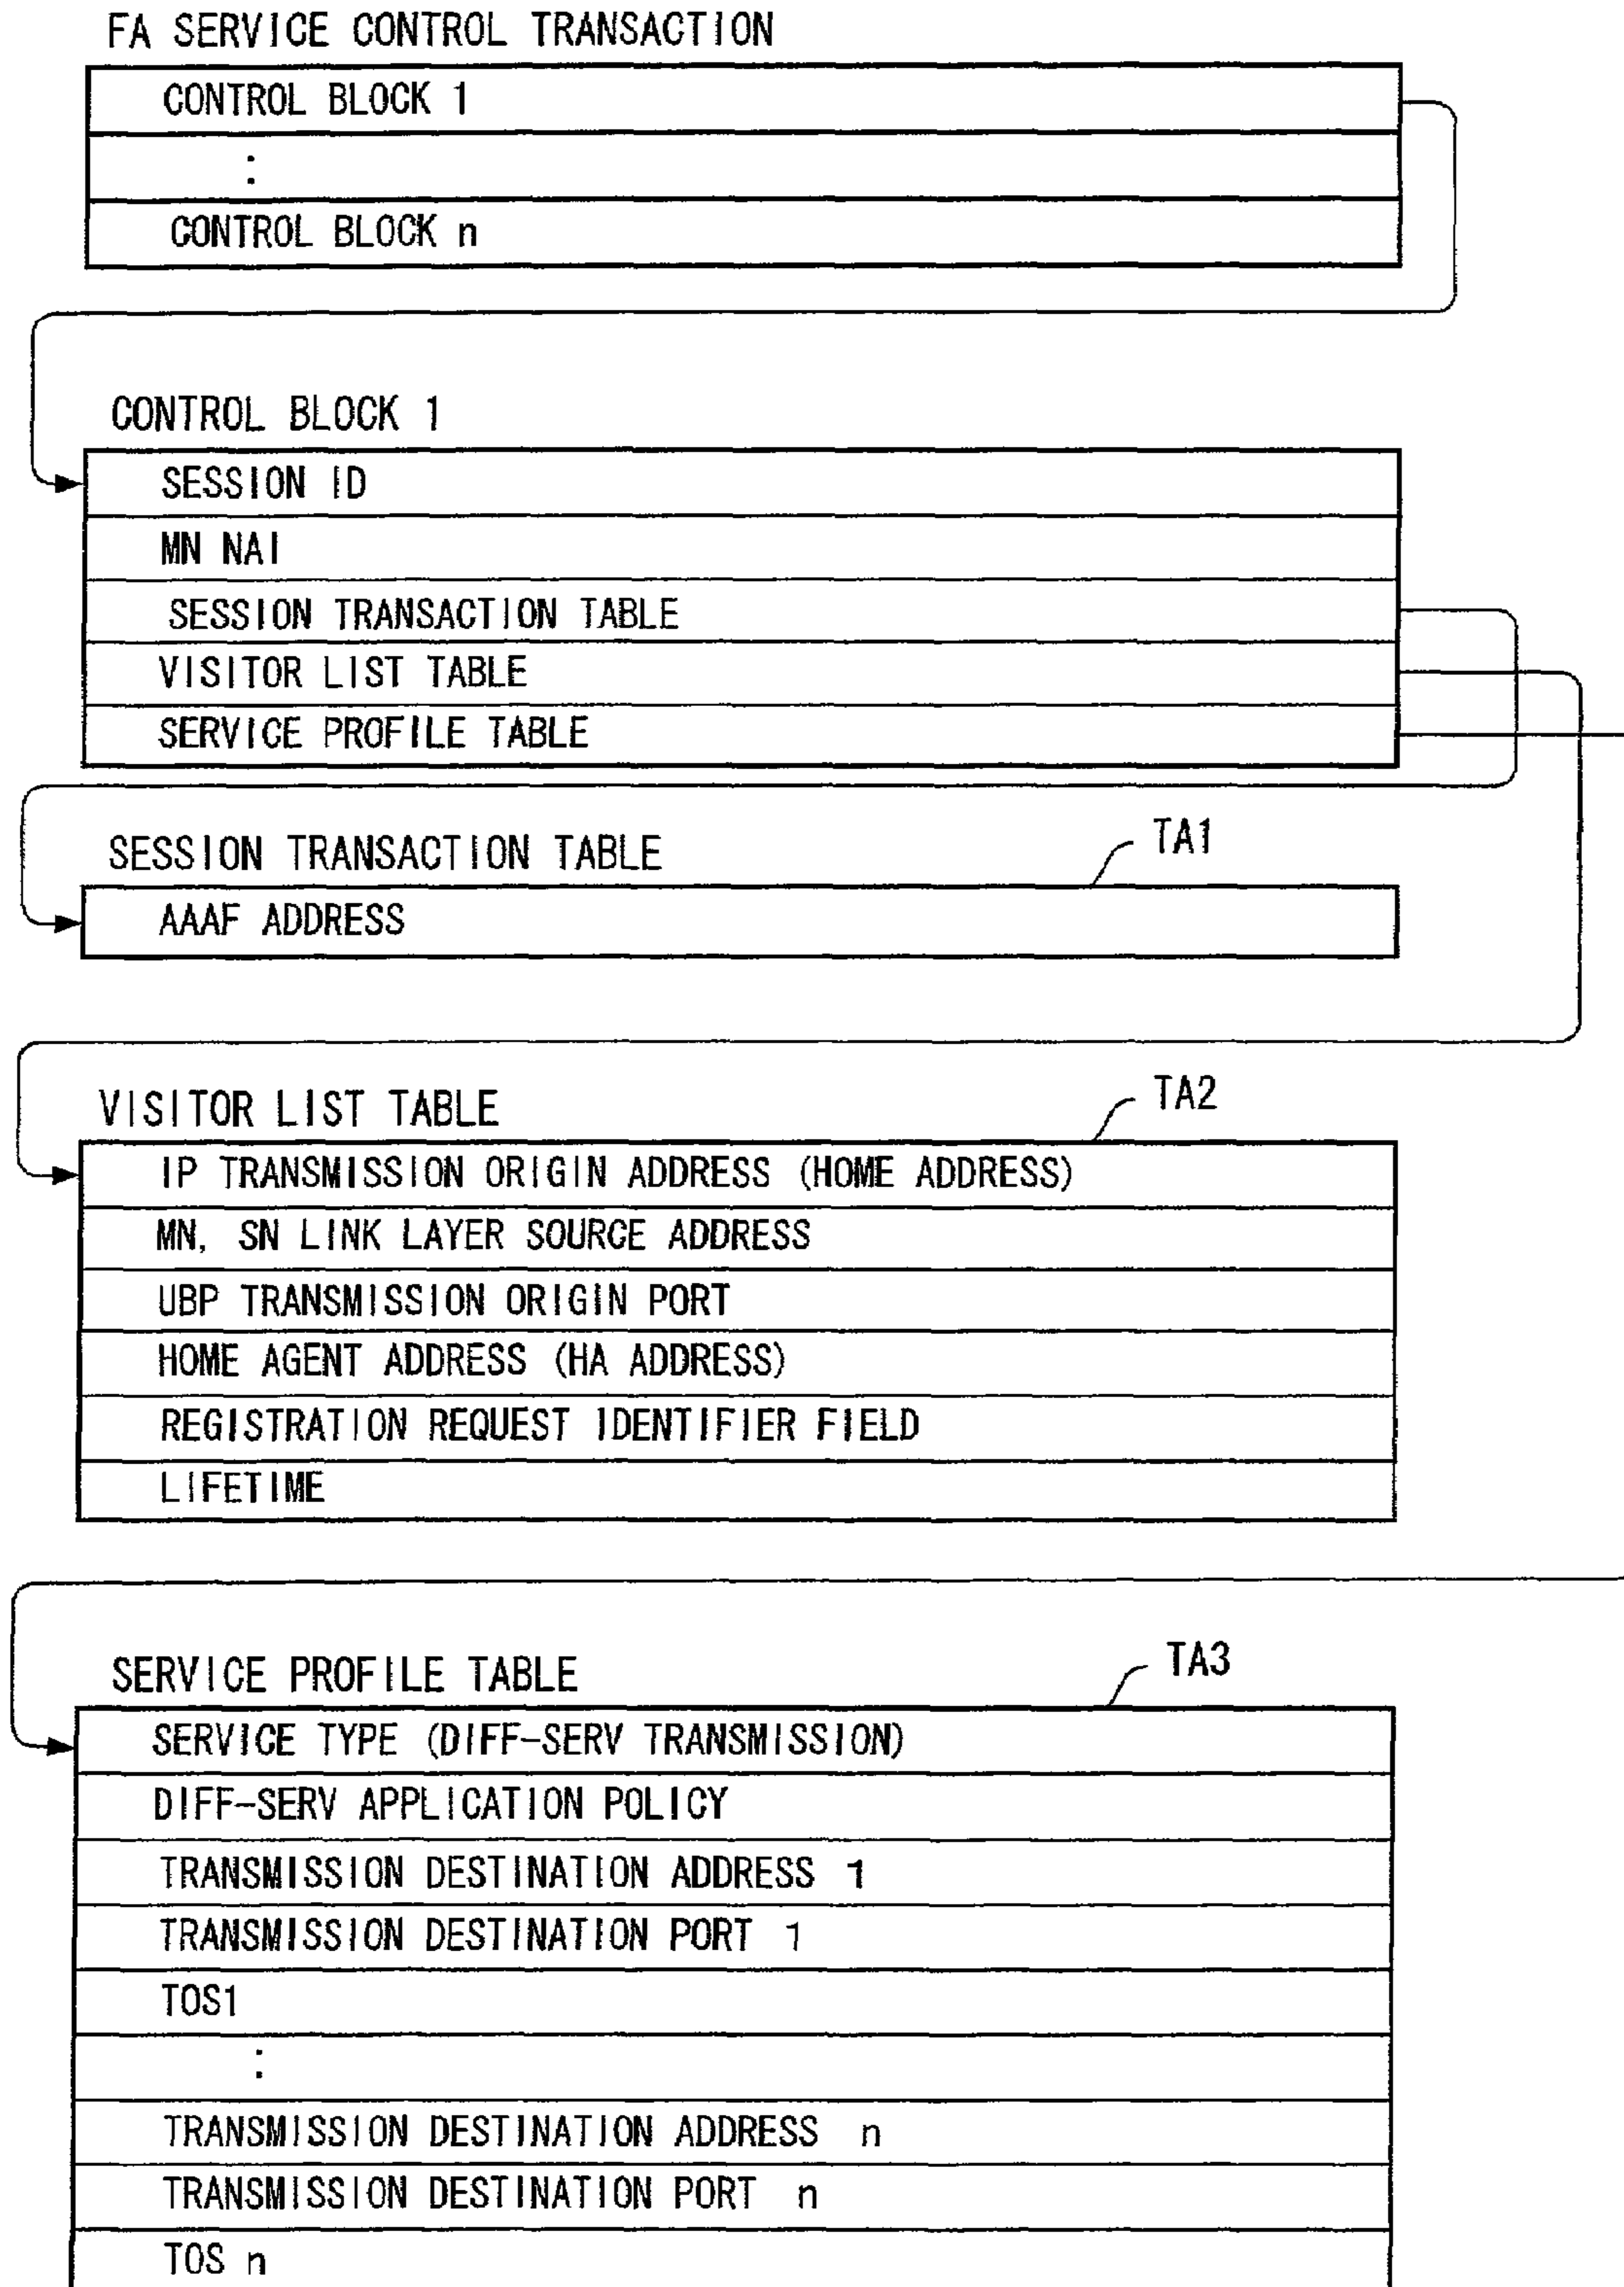 FA SERVICE CONTROL TRANSACTION
CONTROL BLOCK 1
:
CONTROL BLOCK n
CONTROL BLOCK 1
SESSION ID
MN NAI
SESSION TRANSACTION TABLE
VISITOR LIST TABLE
SERVICE PROFILE TABLE
SESSION TRANSACTION TABLE
TA1
AAAF ADDRESS
VISITOR LIST TABLE
TA2
IP TRANSMISSION ORIGIN ADDRESS (HOME ADDRESS)
MN, SN LINK LAYER SOURCE ADDRESS
UBP TRANSMISSION ORIGIN PORT
HOME AGENT ADDRESS (HA ADDRESS)
REGISTRATION REQUEST IDENTIFIER FIELD
LIFETIME
SERVICE PROFILE TABLE
TA3
SERVICE TYPE (DIFF-SERV TRANSMISSION)
DIFF-SERV APPLICATION POLICY
TRANSMISSION DESTINATION ADDRESS 1
TRANSMISSION DESTINATION PORT 1
TOS1
:
TRANSMISSION DESTINATION ADDRESS n
TRANSMISSION DESTINATION PORT n
TOS n